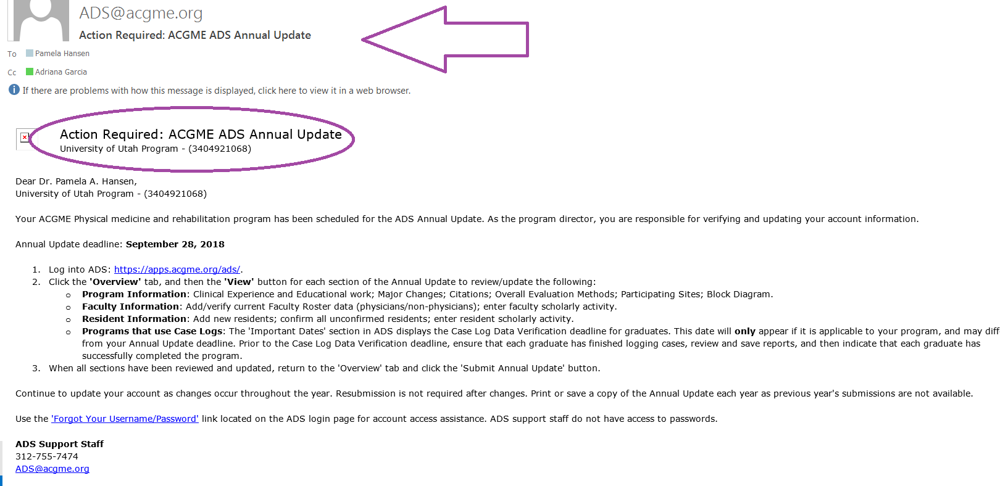 ADS@acgme.org
Action Required: ACGME ADS Annual Update
To Pamela Hansen
Cc Adriana Garcia
If there are problems with how this message is displayed, click here to view it in a web browser.
Action Required: ACGME ADS Annual Update
University of Utah Program - (3404921068)
Dear Dr. Pamela A. Hansen,
University of Utah Program - (3404921068)
Your ACGME Physical medicine and rehabilitation program has been scheduled for the ADS Annual Update. As the program director, you are responsible for verifying and updating your account information.
Annual Update deadline: September 28, 2018
1. Log into ADS: https://apps.acgme.org/ads/.
2. Click the 'Overview' tab, and then the 'View' button for each section of the Annual Update to review/update the following:
o Program Information: Clinical Experience and Educational work; Major Changes; Citations; Overall Evaluation Methods; Participating Sites; Block Diagram.
o Faculty Information: Add/verify current Faculty Roster data (physicians/non-physicians); enter faculty scholarly activity.
o Resident Information: Add new residents; confirm all unconfirmed residents; enter resident scholarly activity.
o Programs that use Case Logs: The 'Important Dates' section in ADS displays the Case Log Data Verification deadline for graduates. This date will only appear if it is applicable to your program, and may diff
from your Annual Update deadline. Prior to the Case Log Data Verification deadline, ensure that each graduate has finished logging cases, review and save reports, and then indicate that each graduate has
successfully completed the program.
3. When all sections have been reviewed and updated, return to the 'Overview' tab and click the 'Submit Annual Update' button.
Continue to update your account as changes occur throughout the year. Resubmission is not required after changes. Print or save a copy of the Annual Update each year as previous year's submissions are not available.
Use the 'Forgot Your Username/Password' link located on the ADS login page for account access assistance. ADS support staff do not have access to passwords.
ADS Support Staff
312-755-7474
ADS@acgme.org